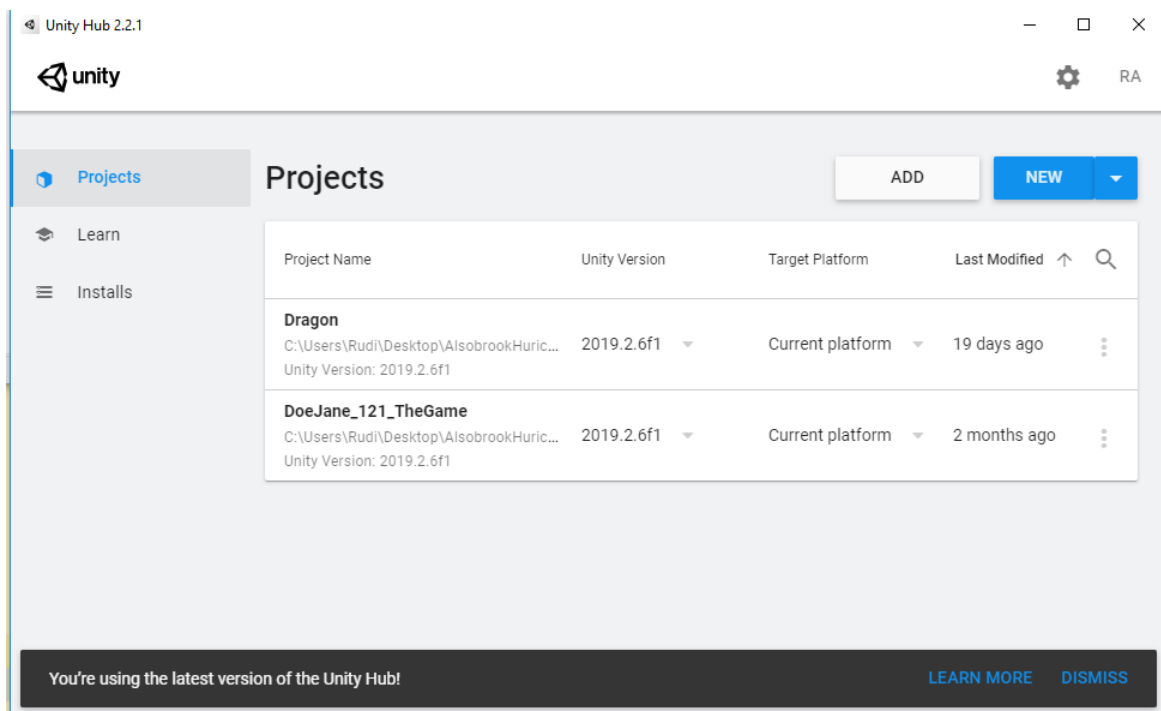 Unity Hub 2.2.1
unity
RA
Projects
Learn
Installs
Projects
ADD
NEW
Project Name Unity Version Target Platform Last Modified
Dragon
C:\Users\Rudi\Desktop\AlsobrookHuric... 2019.2.6f1 Current platform 19 days ago
Unity Version: 2019.2.6f1
DoeJane_121_TheGame
C:\Users\Rudi\Desktop\AlsobrookHuric... 2019.2.6f1 Current platform 2 months ago
Unity Version: 2019.2.6f1
You're using the latest version of the Unity Hub! LEARN MORE DISMISS